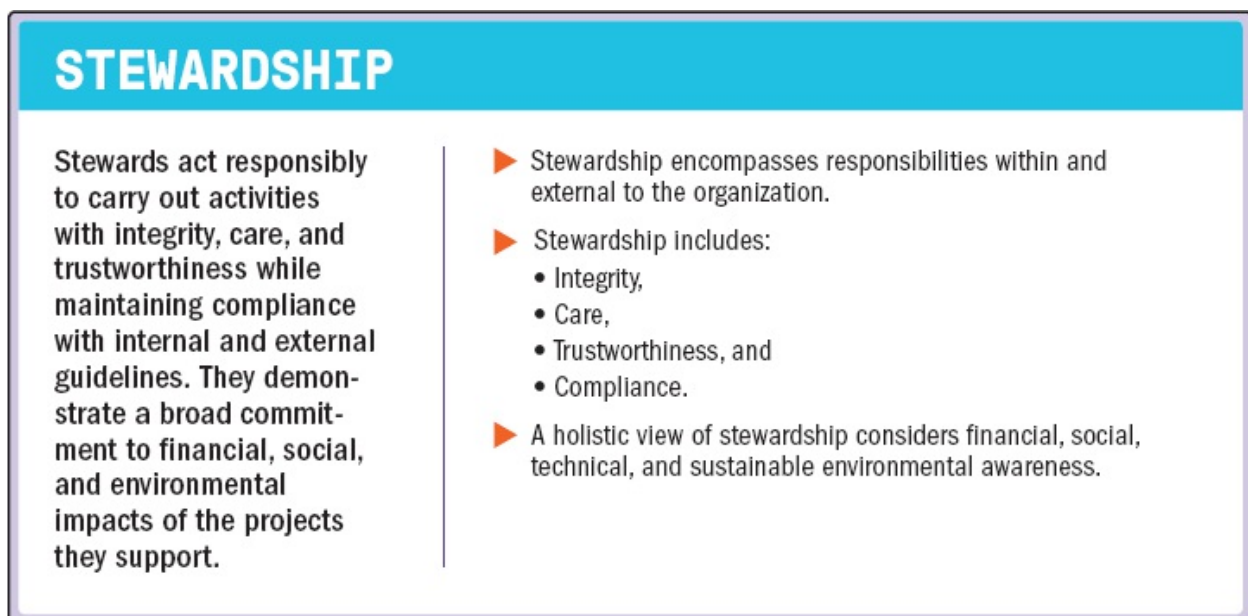 STEWARDSHIP
Stewards act responsibly
to carry out activities
with integrity, care, and
trustworthiness while
maintaining compliance
with internal and external
guidelines. They demon-
strate a broad commit-
ment to financial, social,
and environmental
impacts of the projects
they support.
▶ Stewardship encompasses responsibilities within and
external to the organization.
▶ Stewardship includes:
• Integrity,
• Care,
• Trustworthiness, and
• Compliance.
▶ A holistic view of stewardship considers financial, social,
technical, and sustainable environmental awareness.